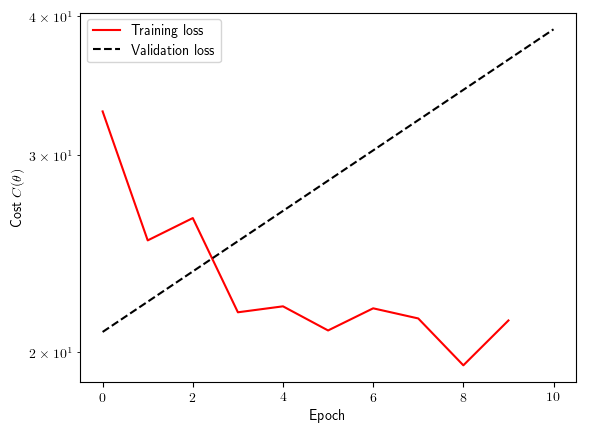 4 × 10¹
3 × 10¹
2 × 10¹
Cost C(θ)
Training loss
Validation loss
0 2 4 6 8 10
Epoch